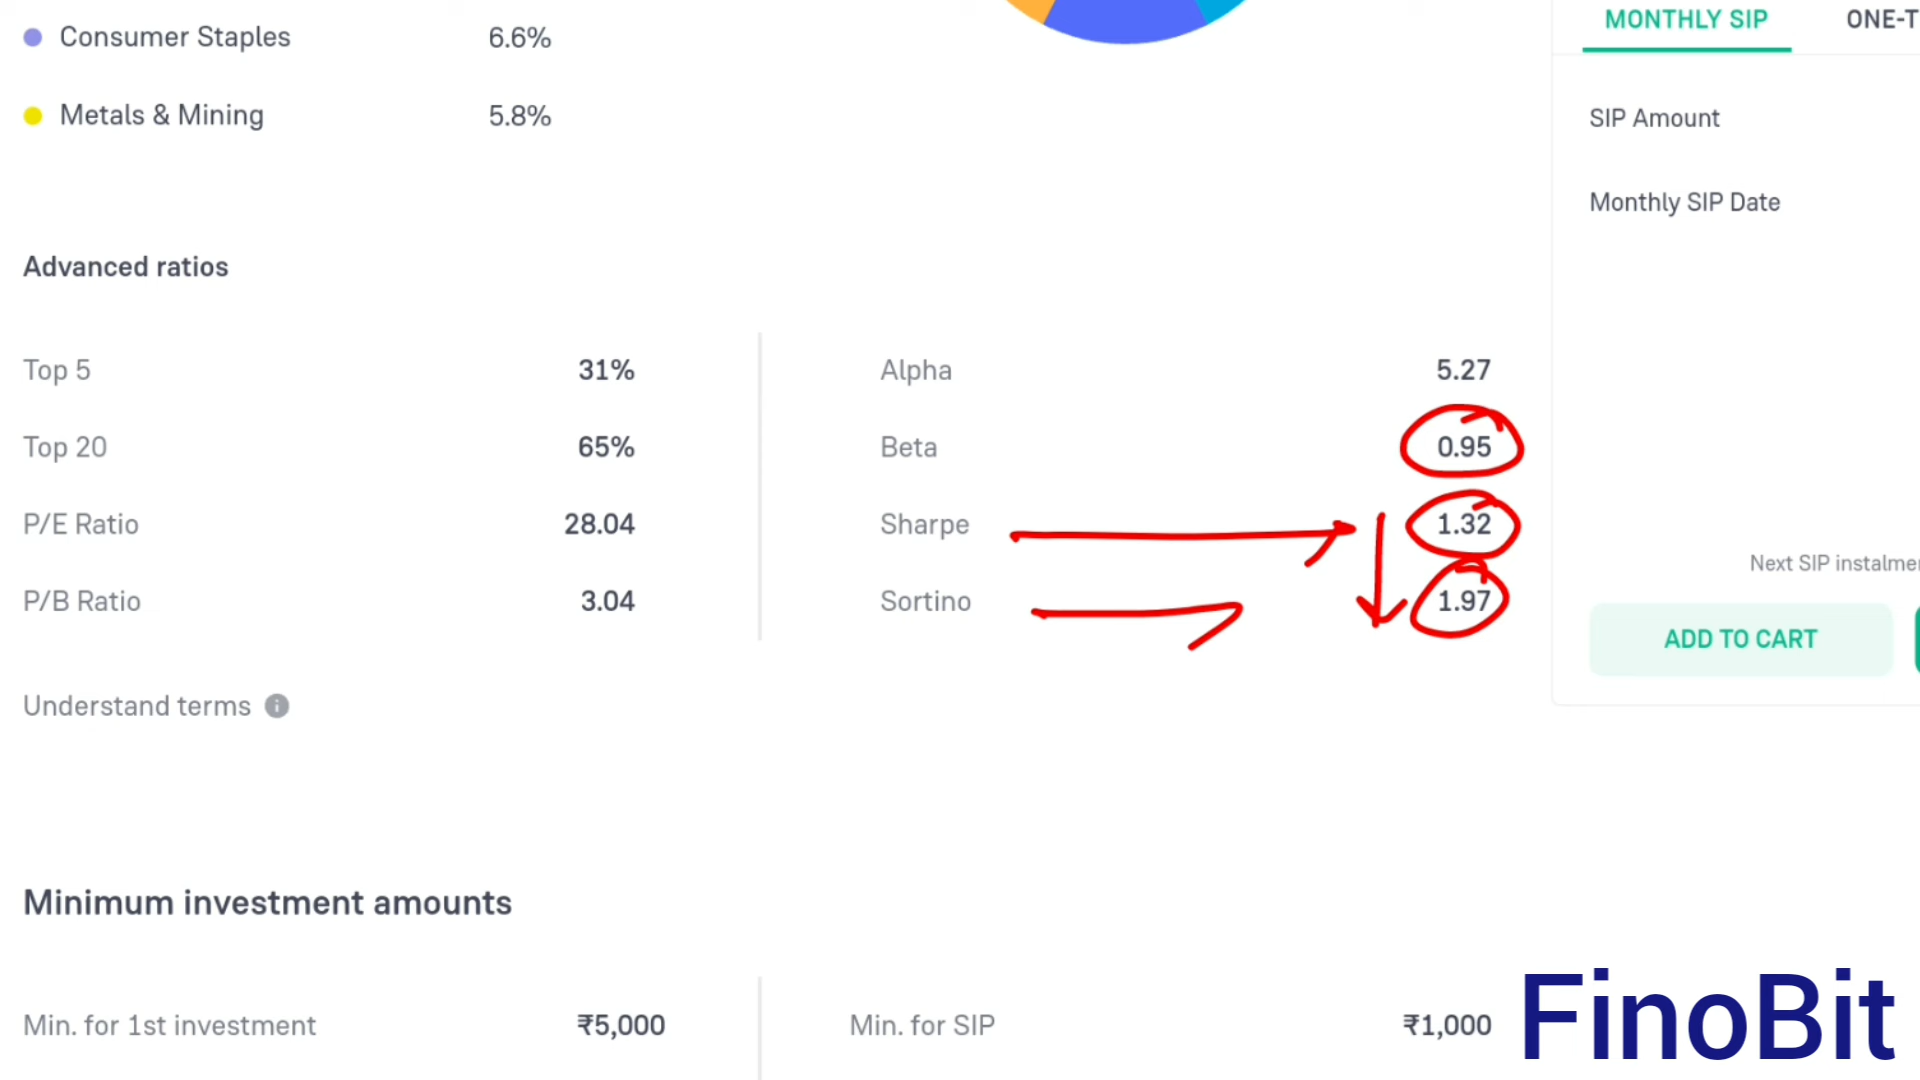 Consumer Staples 6.6%
Metals & Mining 5.8%
MONTHLY SIP ONE-T
SIP Amount
Monthly SIP Date
Next SIP instalmen
ADD TO CART
Advanced ratios
Top 5 31%
Top 20 65%
P/E Ratio 28.04
P/B Ratio 3.04
Alpha 5.27
Beta 0.95
Sharpe 1.32
Sortino 1.97
Understand terms
Minimum investment amounts
Min. for 1st investment ₹5,000
Min. for SIP ₹1,000
FinoBit